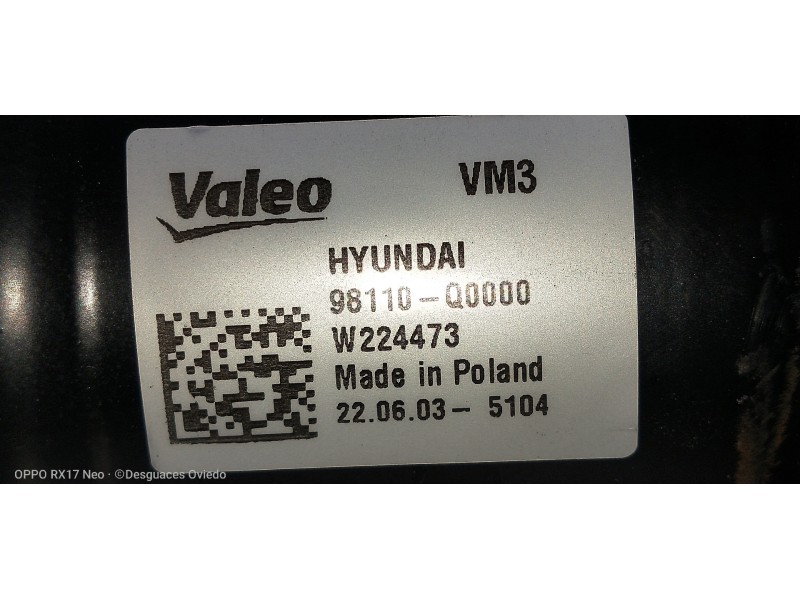 Valeo VM3
HYUNDAI
98110-Q0000
W224473
Made in Poland
22.06.03- 5104
OPPO RX17 Neo · ©Desguaces Oviedo